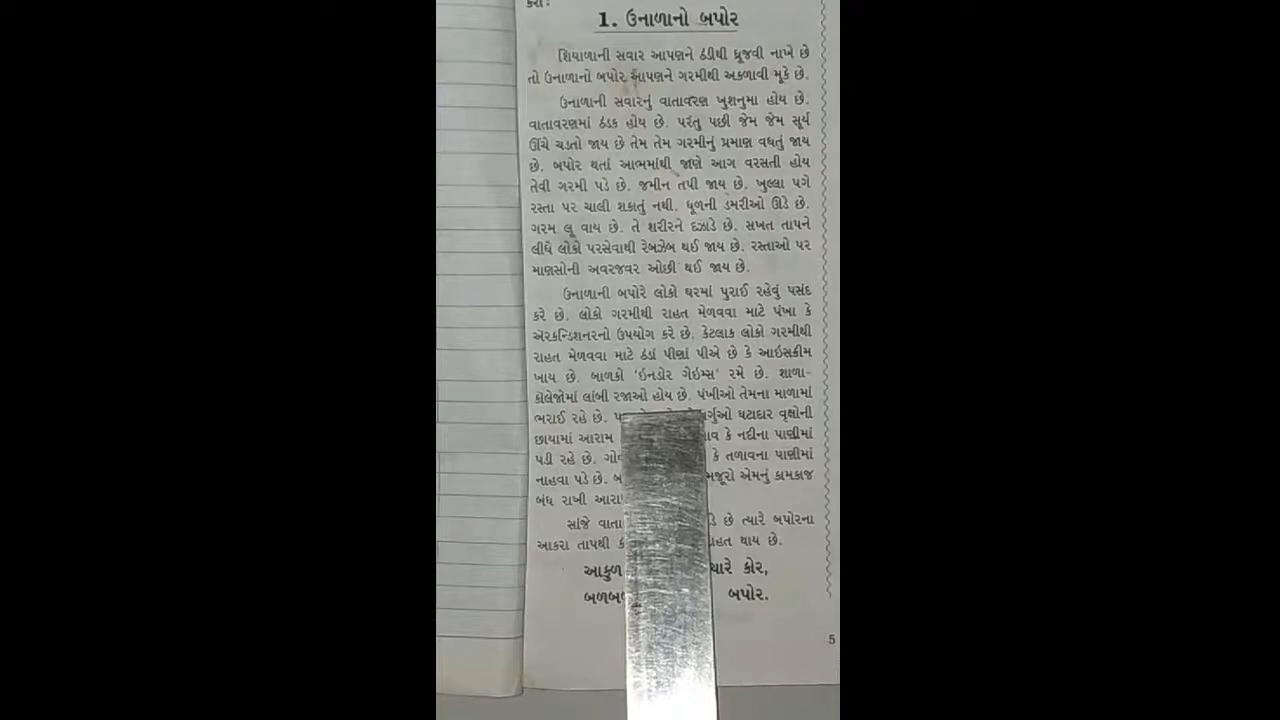 કરો :
1. ઉનાળાનો બપોર
શિયાળાની સવાર આપણને ઠંડીથી ધ્રૂજવી નાખે છે
તો ઉનાળાનો બપોર આપણને ગરમીથી અકળાવી મૂકે છે.
ઉનાળાની સવારનું વાતાવરણ ખુશનુમા હોય છે.
વાતાવરણમાં ઠંડક હોય છે. પરંતુ પછી જેમ જેમ સૂર્ય
ઊંચે ચડતો જાય છે તેમ તેમ ગરમીનું પ્રમાણ વધતું જાય
છે. બપોર થતાં આભમાંથી જાણે આગ વરસતી હોય
તેવી ગરમી પડે છે. જમીન તપી જાય છે. ખુલ્લા પગે
રસ્તા પર ચાલી શકાતું નથી. ધૂળની ડમરીઓ ઊડે છે.
ગરમ લૂ વાય છે. તે શરીરને દઝાડે છે. સખત તાપને
લીધે લોકો પરસેવાથી રેબઝેબ થઈ જાય છે. રસ્તાઓ પર
માણસોની અવરજવર ઓછી થઈ જાય છે.
ઉનાળાની બપોરે લોકો ઘરમાં પુરાઈ રહેવું પસંદ
કરે છે. લોકો ગરમીથી રાહત મેળવવા માટે પંખા કે
ઍરકન્ડિશનરનો ઉપયોગ કરે છે. કેટલાક લોકો ગરમીથી
રાહત મેળવવા માટે ઠંડાં પીણાં પીએ છે કે આઇસક્રીમ
ખાય છે. બાળકો 'ઇનડોર ગેઇમ્સ' રમે છે. શાળા-
કૉલેજોમાં લાંબી રજાઓ હોય છે. પંખીઓ તેમના માળામાં
ભરાઈ રહે છે. ઘટાદાર વૃક્ષોની
છાયામાં આરામ કે નદીના પાણીમાં
પડી રહે છે. કે તળાવના પાણીમાં
નાહવા પડે છે. મજૂરો એમનું કામકાજ
બંધ રાખી
સાંજે છે ત્યારે બપોરના
આકરા તાપથી થાય છે.
આકુળ કોર,
બપોર.
5